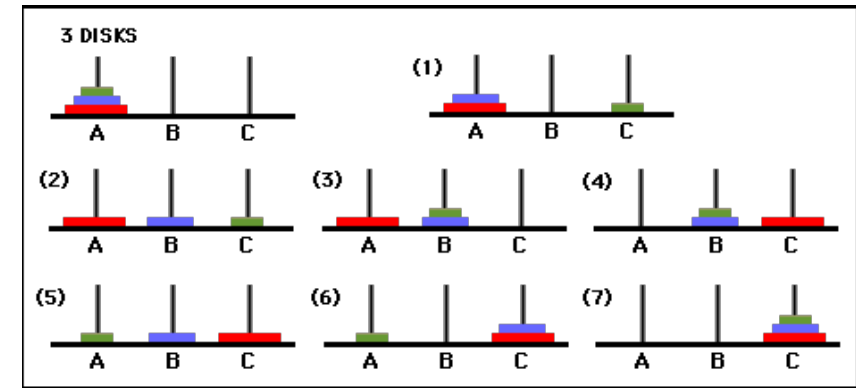 3 DISKS
A B C
(1)
A B C
(2)
A B C
(3)
A B C
(4)
A B C
(5)
A B C
(6)
A B C
(7)
A B C